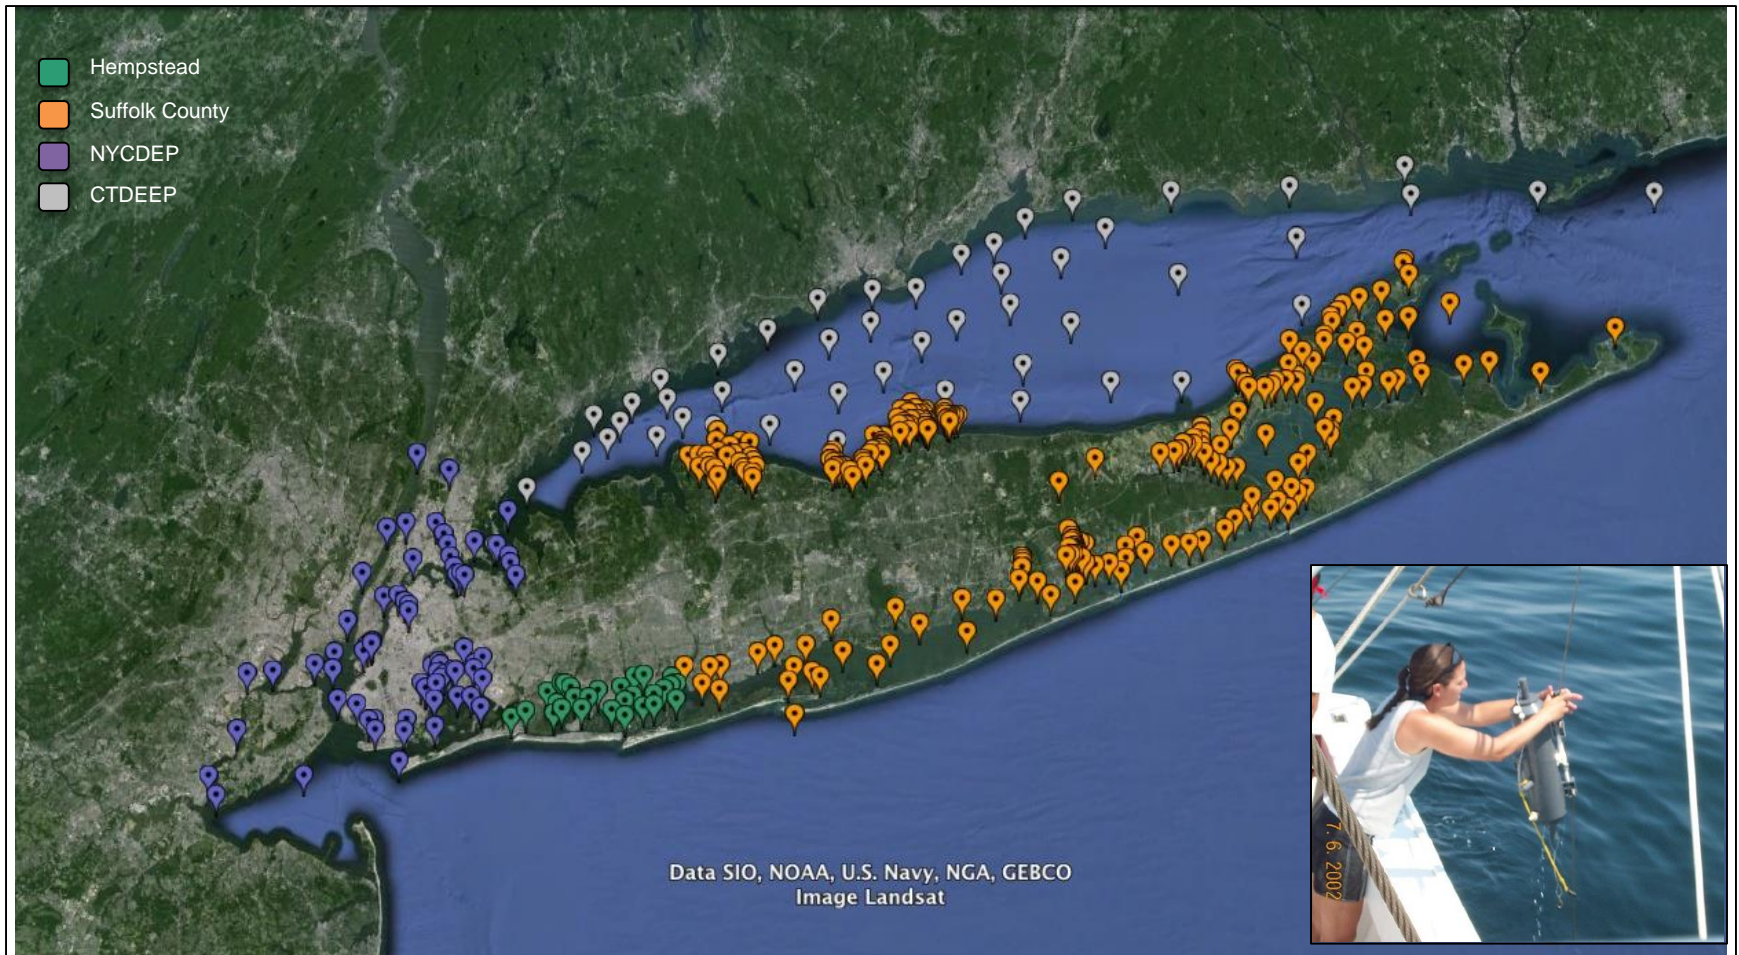 Hempstead
Suffolk County
NYCDEP
CTDEEP
Data SIO, NOAA, U.S. Navy, NGA, GEBCO
Image Landsat
7. 6. 2002